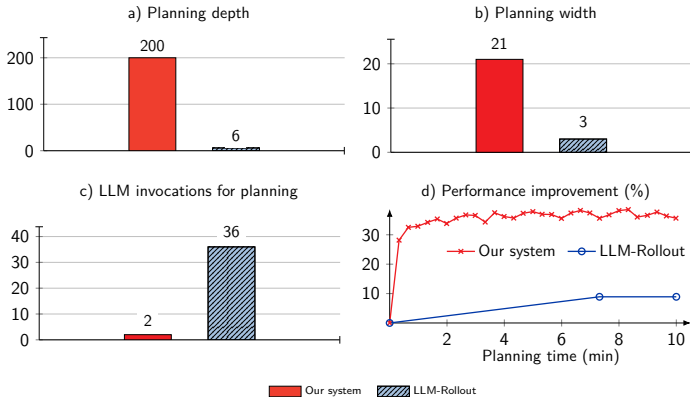 a) Planning depth
200
200
100
0
6
b) Planning width
21
20
10
0
3
c) LLM invocations for planning
40
30
20
10
0
2
36
d) Performance improvement (%)
30
20
10
Our system
LLM-Rollout
2
4
6
8
10
Planning time (min)
Our system
LLM-Rollout